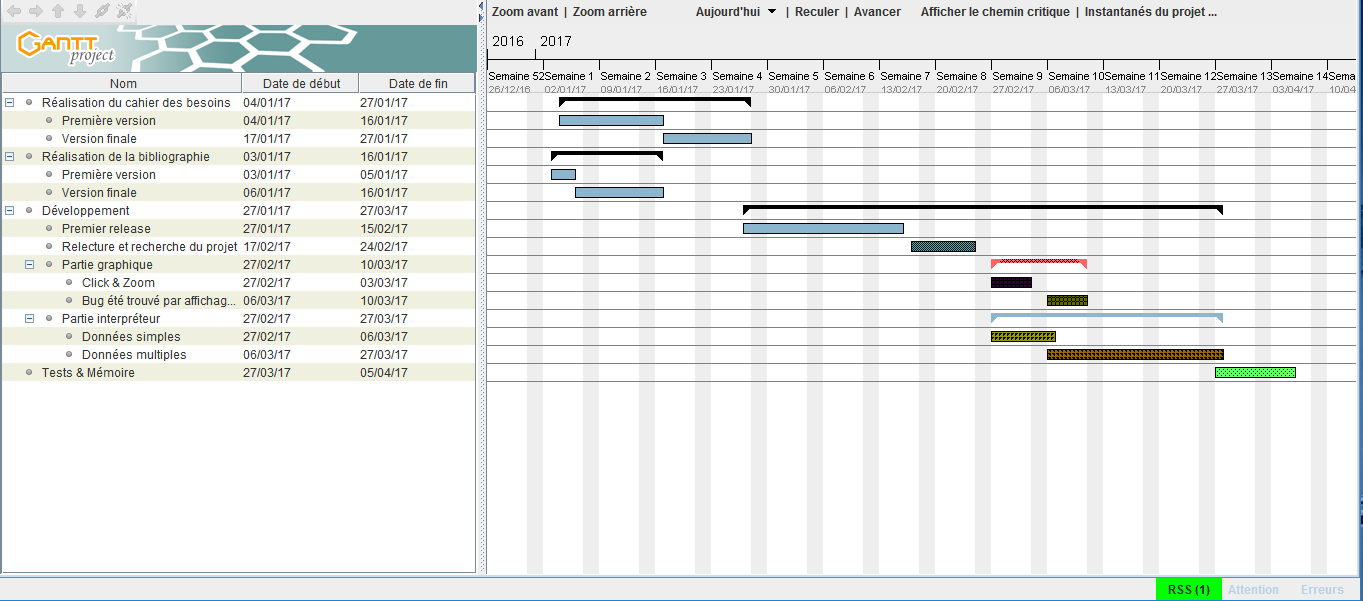 Zoom avant | Zoom arrière Aujourd'hui | Reculer | Avancer Afficher le chemin critique | Instantanés du projet ...
GANTT project
2016 2017
Semaine 52 Semaine 1 Semaine 2 Semaine 3 Semaine 4 Semaine 5 Semaine 6 Semaine 7 Semaine 8 Semaine 9 Semaine 10 Semaine 11 Semaine 12 Semaine 13 Semaine 14 Sema
26/12/16 02/01/17 09/01/17 16/01/17 23/01/17 30/01/17 06/02/17 13/02/17 20/02/17 27/02/17 06/03/17 13/03/17 20/03/17 27/03/17 03/04/17 10/04
Nom Date de début Date de fin
Réalisation du cahier des besoins 04/01/17 27/01/17
Première version 04/01/17 16/01/17
Version finale 17/01/17 27/01/17
Réalisation de la bibliographie 03/01/17 16/01/17
Première version 03/01/17 05/01/17
Version finale 06/01/17 16/01/17
Développement 27/01/17 27/03/17
Premier release 27/01/17 15/02/17
Relecture et recherche du projet 17/02/17 24/02/17
Partie graphique 27/02/17 10/03/17
Click & Zoom 27/02/17 03/03/17
Bug été trouvé par affichag... 06/03/17 10/03/17
Partie interpréteur 27/02/17 27/03/17
Données simples 27/02/17 06/03/17
Données multiples 06/03/17 27/03/17
Tests & Mémoire 27/03/17 05/04/17
RSS (1) Attention Erreurs